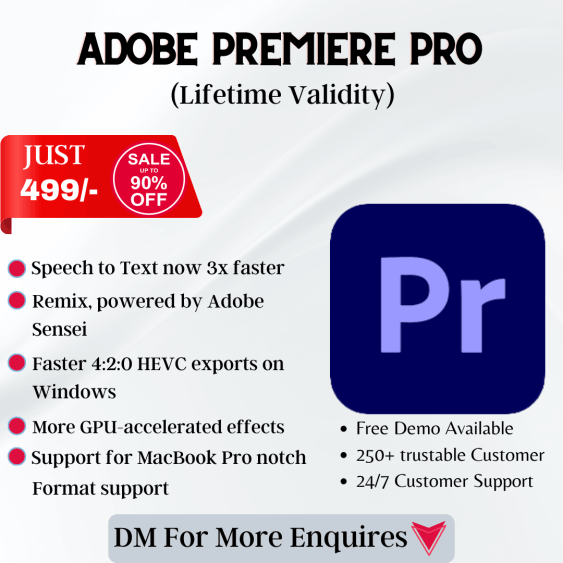 ADOBE PREMIERE PRO
(Lifetime Validity)
JUST
499/-
SALE
UP TO
90%
OFF
Speech to Text now 3x faster
Remix, powered by Adobe
Sensei
Faster 4:2:0 HEVC exports on
Windows
More GPU-accelerated effects
Support for MacBook Pro notch
Format support
Pr
Free Demo Available
250+ trustable Customer
24/7 Customer Support
DM For More Enquires